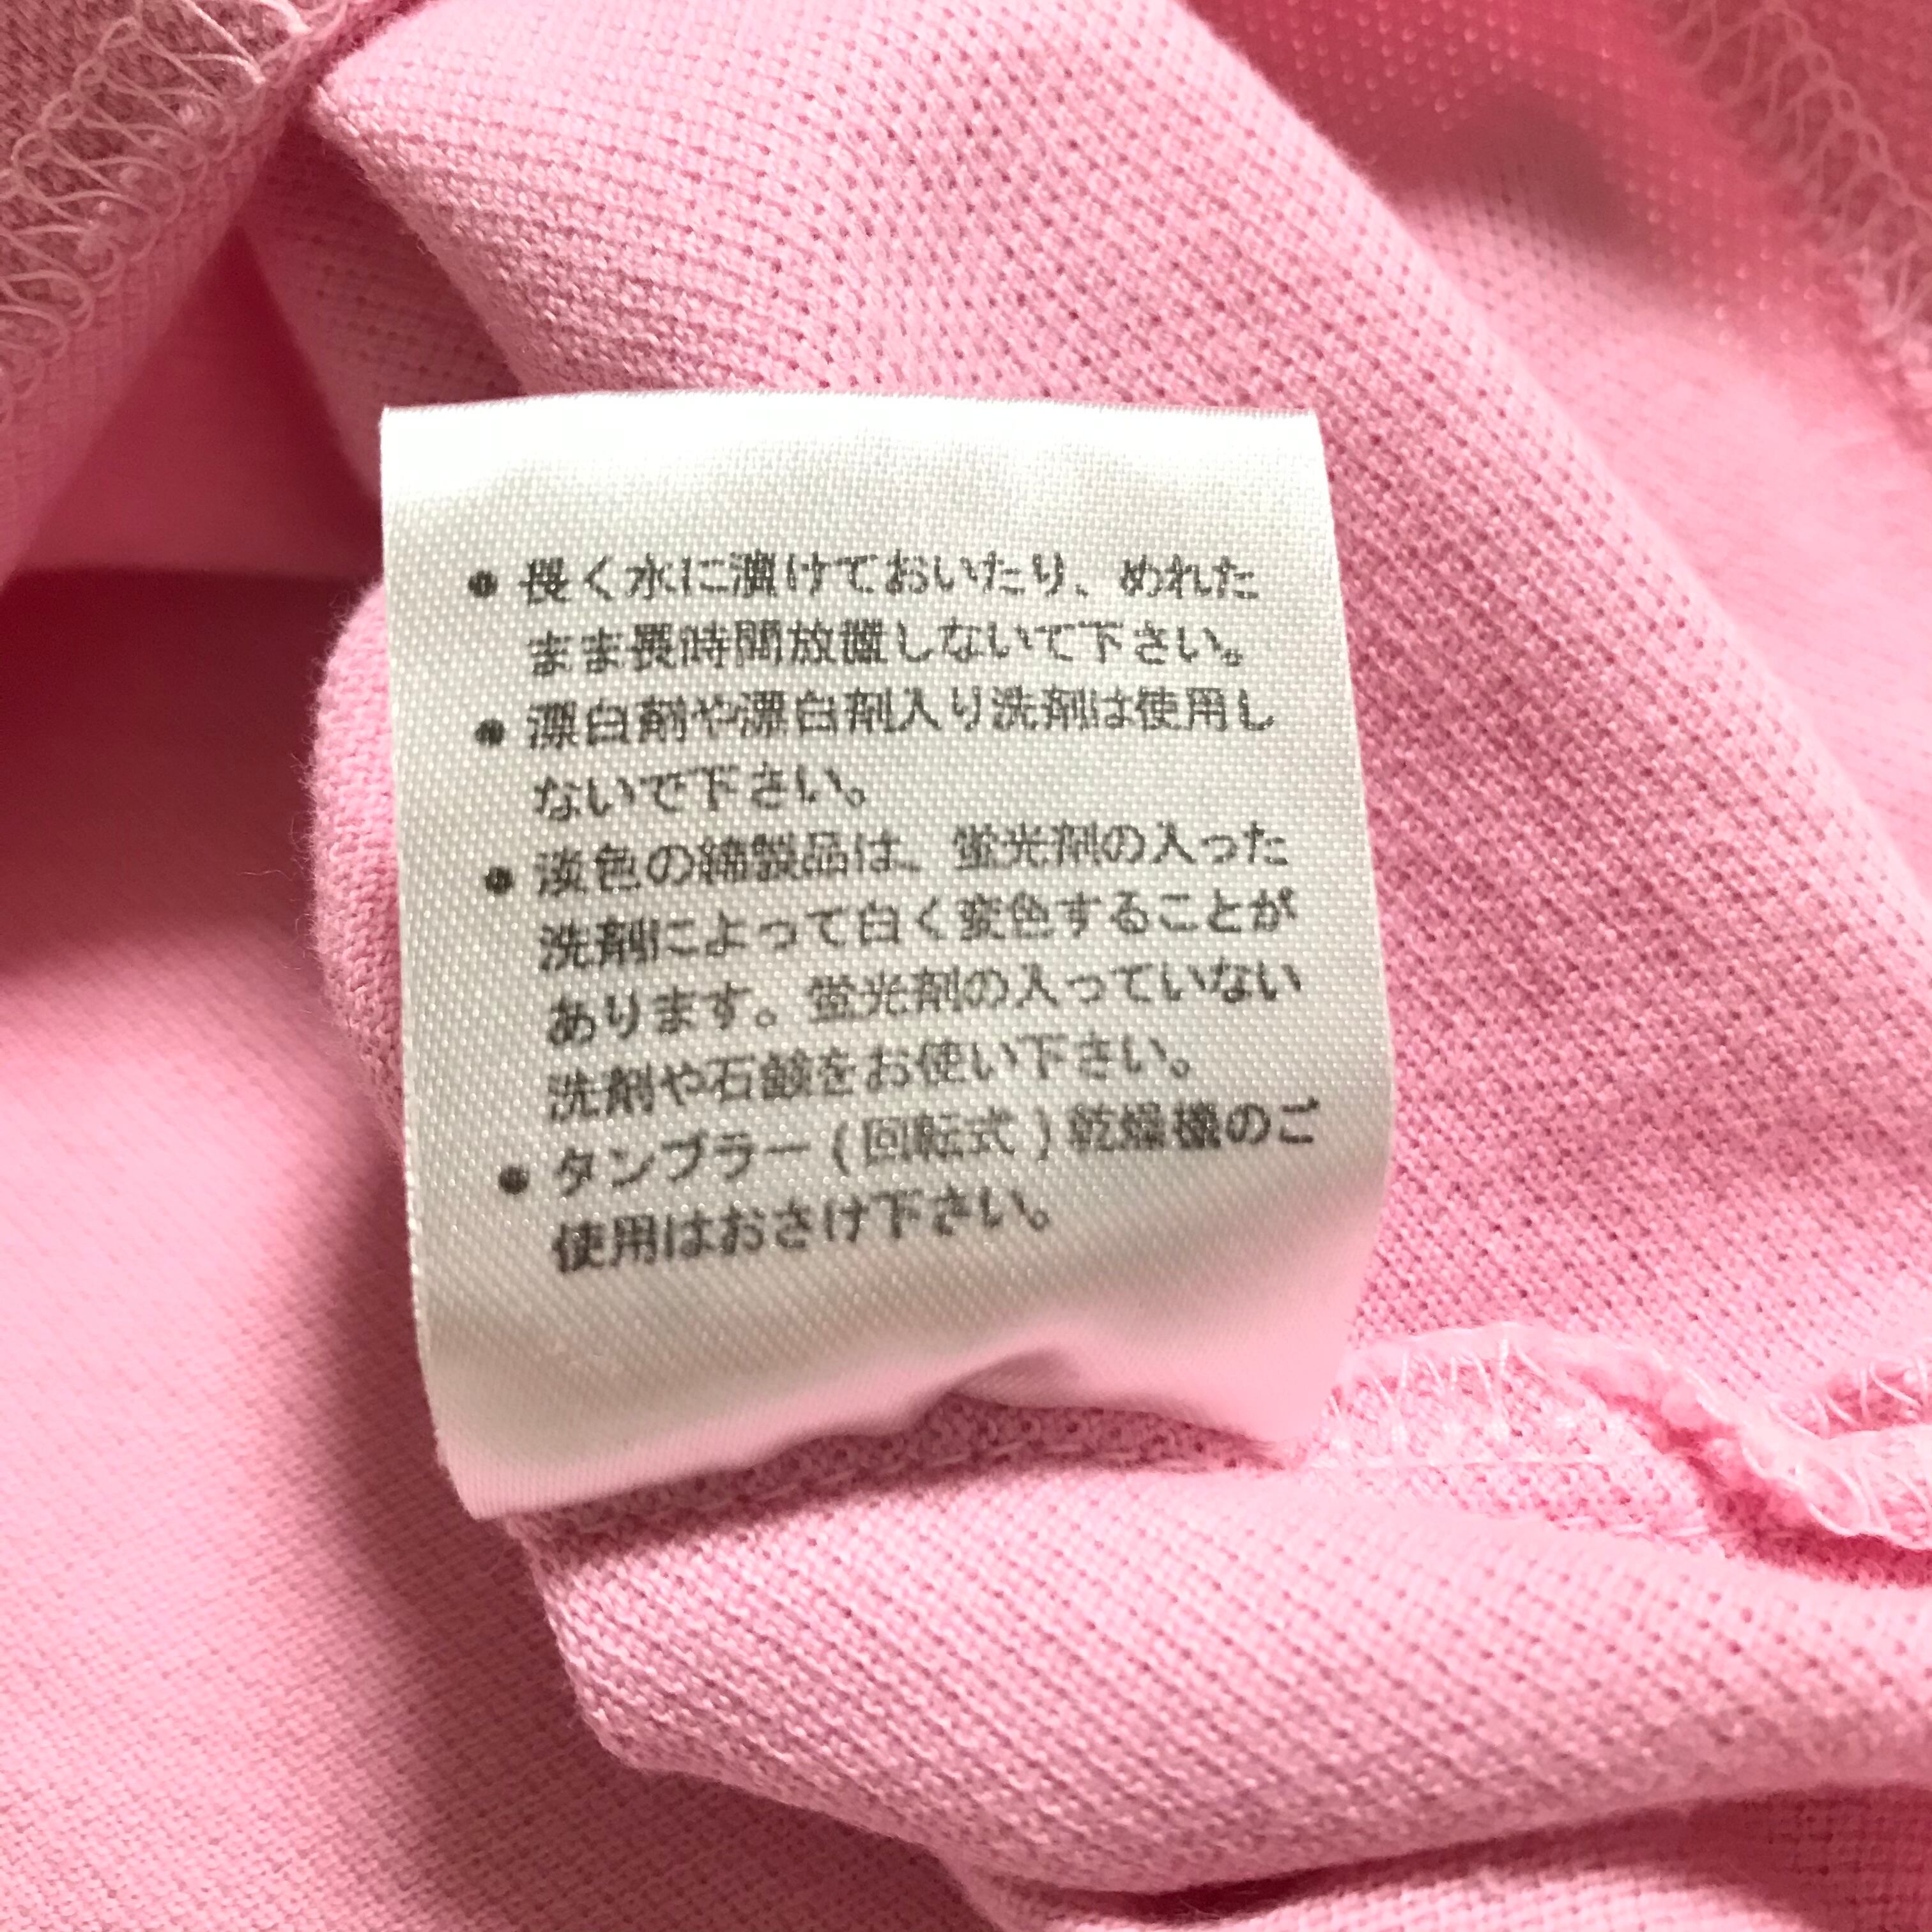 ● 長く水に漬けておいたり、めれた
まま長時間放置しないで下さい。
● 漂白剤や漂白剤入り洗剤は使用し
ないで下さい。
● 淡色の綿製品は、蛍光剤の入った
洗剤によって白く変色することが
あります。蛍光剤の入っていない
洗剤や石鹸をお使い下さい。
● タンブラー(回転式)乾燥機のご
使用はおさけ下さい。